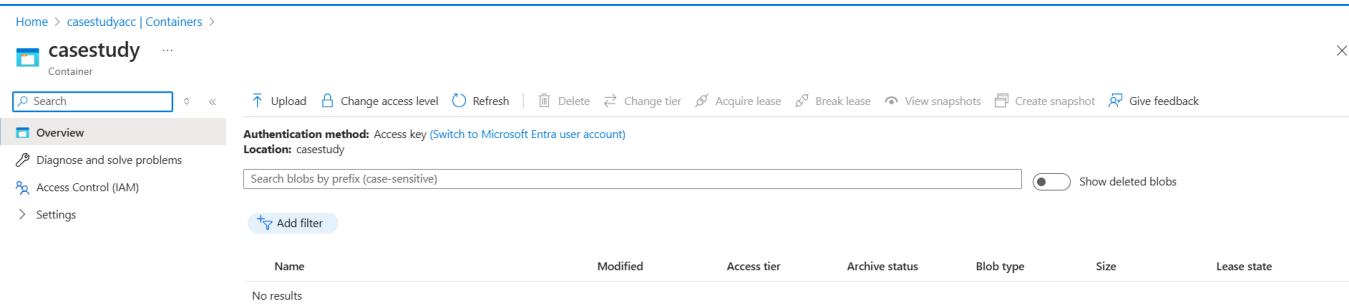 Home > casestudyacc | Containers >
casestudy ...
Container
Search
Upload Change access level Refresh Delete Change tier Acquire lease Break lease View snapshots Create snapshot Give feedback
Overview
Diagnose and solve problems
Access Control (IAM)
Settings
Authentication method: Access key (Switch to Microsoft Entra user account)
Location: casestudy
Search blobs by prefix (case-sensitive)
Show deleted blobs
Add filter
Name Modified Access tier Archive status Blob type Size Lease state
No results